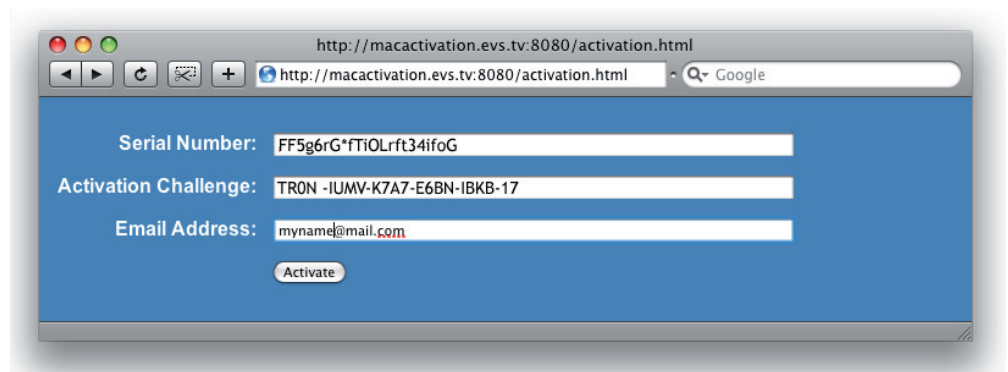 http://macactivation.evs.tv:8080/activation.html
http://macactivation.evs.tv:8080/activation.html Google
Serial Number: FF5g6rG*fTiOLrft34ifoG
Activation Challenge: TR0N -IUMV-K7A7-E6BN-IBKB-17
Email Address: myname@mail.com
Activate